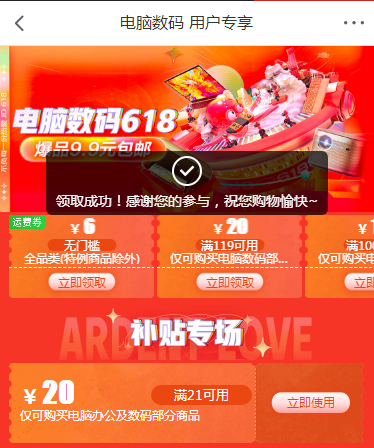 电脑数码 用户专享
电脑数码618
爆品9.9元包邮
领取成功！感谢您的参与，祝您购物愉快~
运费券
¥ 6
无门槛
全品类(特例商品除外)
立即领取
¥ 20
满119可用
仅可购买电脑数码部...
立即领取
¥
满10
仅可购买电
立即
ARDENT LOVE
补贴专场
¥ 20
满21可用
仅可购买电脑办公及数码部分商品
立即使用